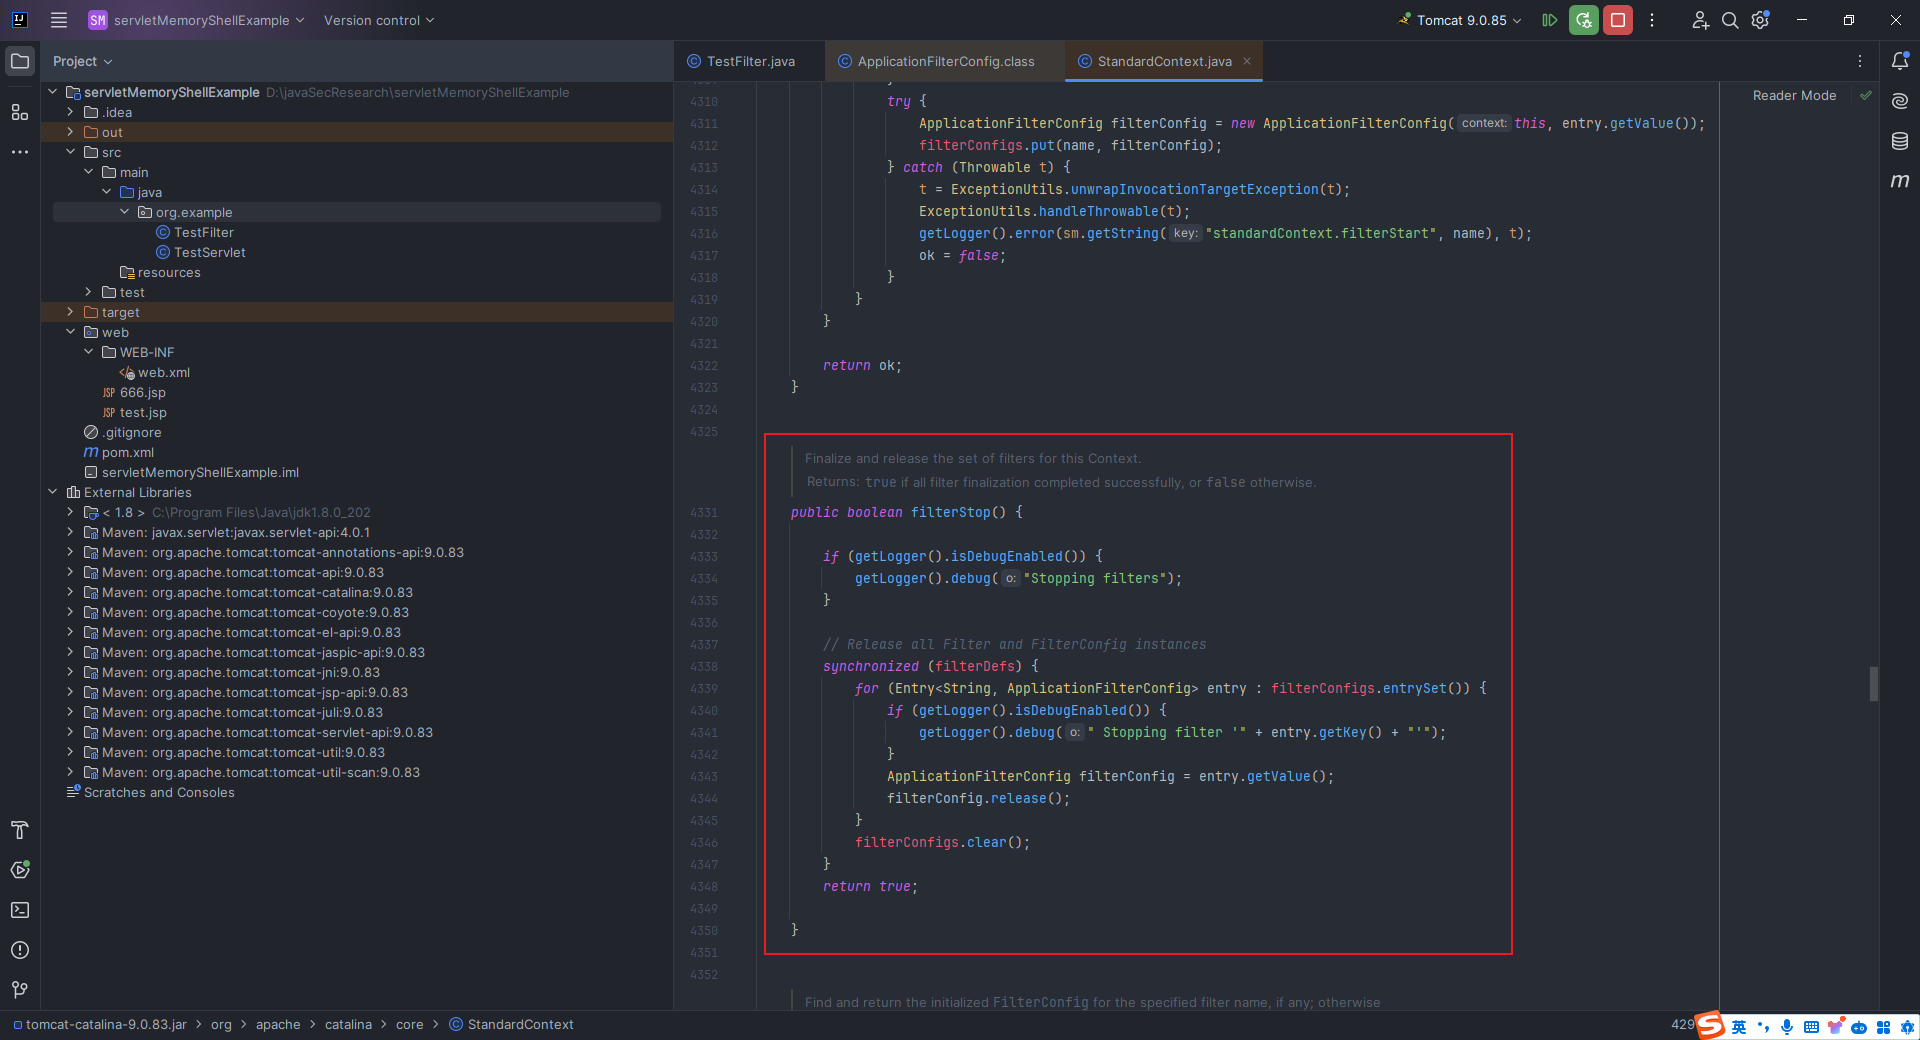 SM servletMemoryShellExample Version control Tomcat 9.0.85
Project
TestFilter.java
ApplicationFilterConfig.class
StandardContext.java
Reader Mode
servletMemoryShellExample D:\javaSecResearch\servletMemoryShellExample
.idea
out
src
main
java
org.example
TestFilter
TestServlet
resources
test
target
web
WEB-INF
web.xml
JSP 666.jsp
JSP test.jsp
.gitignore
m pom.xml
servletMemoryShellExample.iml
External Libraries
< 1.8 > C:\Program Files\Java\jdk1.8.0_202
Maven: javax.servlet:javax.servlet-api:4.0.1
Maven: org.apache.tomcat:tomcat-annotations-api:9.0.83
Maven: org.apache.tomcat:tomcat-api:9.0.83
Maven: org.apache.tomcat:tomcat-catalina:9.0.83
Maven: org.apache.tomcat:tomcat-coyote:9.0.83
Maven: org.apache.tomcat:tomcat-el-api:9.0.83
Maven: org.apache.tomcat:tomcat-jaspic-api:9.0.83
Maven: org.apache.tomcat:tomcat-jni:9.0.83
Maven: org.apache.tomcat:tomcat-jsp-api:9.0.83
Maven: org.apache.tomcat:tomcat-juli:9.0.83
Maven: org.apache.tomcat:tomcat-servlet-api:9.0.83
Maven: org.apache.tomcat:tomcat-util:9.0.83
Maven: org.apache.tomcat:tomcat-util-scan:9.0.83
Scratches and Consoles
}
4310 try {
4311 ApplicationFilterConfig filterConfig = new ApplicationFilterConfig( context: this, entry.getValue());
4312 filterConfigs.put(name, filterConfig);
4313 } catch (Throwable t) {
4314 t = ExceptionUtils.unwrapInvocationTargetException(t);
4315 ExceptionUtils.handleThrowable(t);
4316 getLogger().error(sm.getString( key: "standardContext.filterStart", name), t);
4317 ok = false;
4318 }
4319 }
4320 }
4321
4322 return ok;
4323 }
4324
4325
Finalize and release the set of filters for this Context.
Returns: true if all filter finalization completed successfully, or false otherwise.
4331 public boolean filterStop() {
4332
4333 if (getLogger().isDebugEnabled()) {
4334 getLogger().debug( o: "Stopping filters");
4335 }
4336
4337 // Release all Filter and FilterConfig instances
4338 synchronized (filterDefs) {
4339 for (Entry<String, ApplicationFilterConfig> entry : filterConfigs.entrySet()) {
4340 if (getLogger().isDebugEnabled()) {
4341 getLogger().debug( o: " Stopping filter '" + entry.getKey() + "'");
4342 }
4343 ApplicationFilterConfig filterConfig = entry.getValue();
4344 filterConfig.release();
4345 }
4346 filterConfigs.clear();
4347 }
4348 return true;
4349
4350 }
4351
4352
Find and return the initialized FilterConfig for the specified filter name, if any; otherwise
tomcat-catalina-9.0.83.jar > org > apache > catalina > core > StandardContext
429
S 英